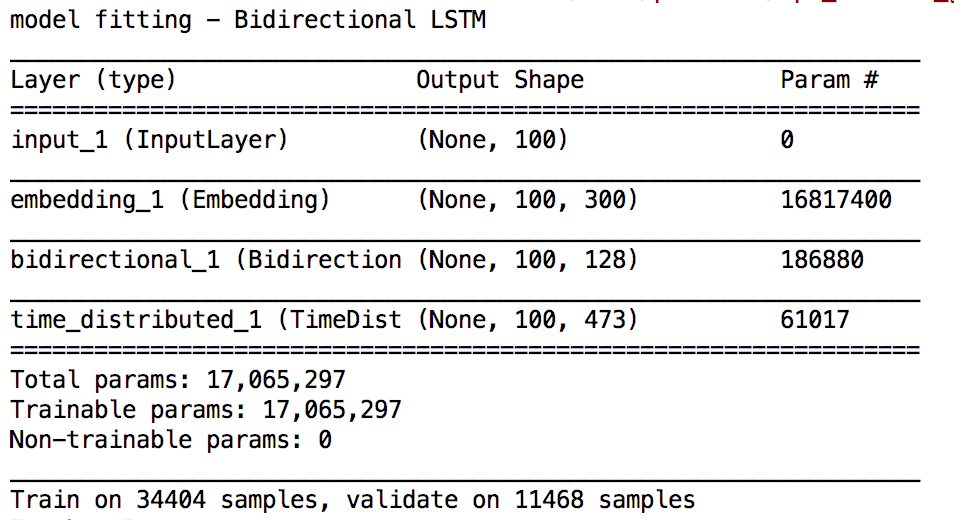 model fitting - Bidirectional LSTM
Layer (type) Output Shape Param #
input_1 (InputLayer) (None, 100) 0
embedding_1 (Embedding) (None, 100, 300) 16817400
bidirectional_1 (Bidirection (None, 100, 128) 186880
time_distributed_1 (TimeDist (None, 100, 473) 61017
Total params: 17,065,297
Trainable params: 17,065,297
Non-trainable params: 0
Train on 34404 samples, validate on 11468 samples